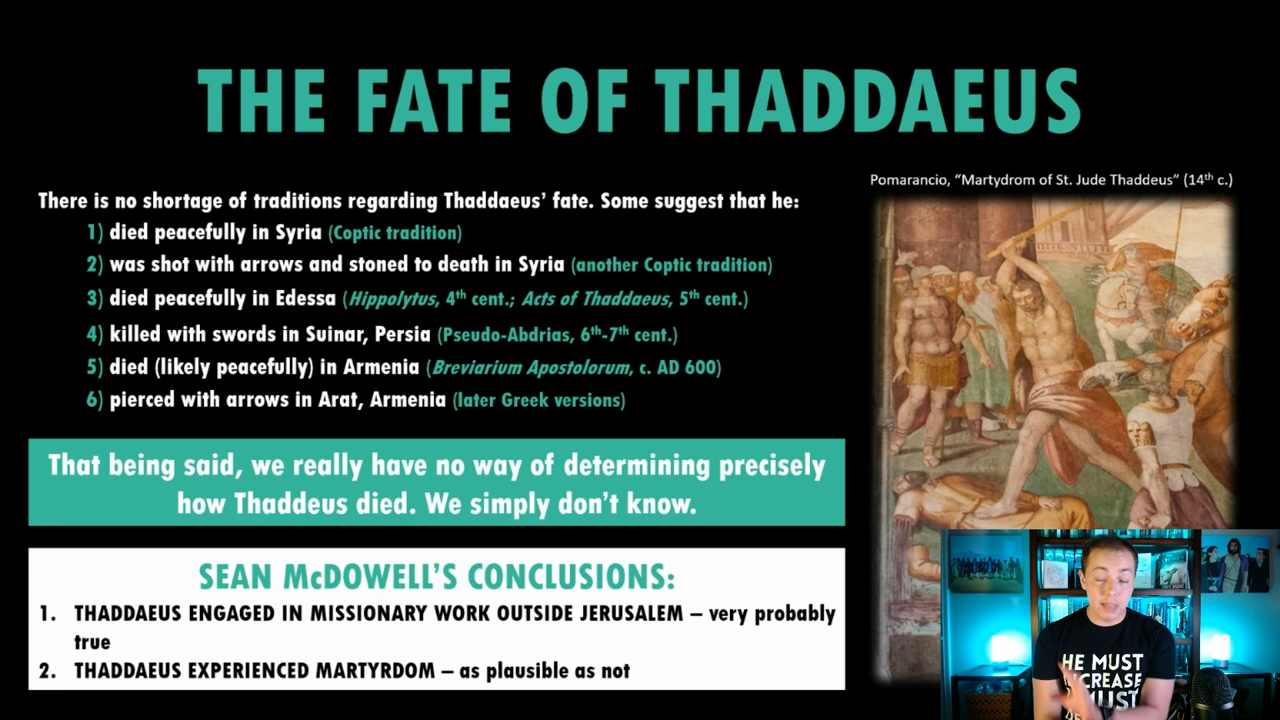 THE FATE OF THADDAEUS
Pomarancio, “Martydrom of St. Jude Thaddeus” (14th c.)
There is no shortage of traditions regarding Thaddaeus’ fate. Some suggest that he:
1) died peacefully in Syria (Coptic tradition)
2) was shot with arrows and stoned to death in Syria (another Coptic tradition)
3) died peacefully in Edessa (Hippolytus, 4th cent.; Acts of Thaddaeus, 5th cent.)
4) killed with swords in Suinar, Persia (Pseudo-Abdrias, 6th-7th cent.)
5) died (likely peacefully) in Armenia (Breviarium Apostolorum, c. AD 600)
6) pierced with arrows in Arat, Armenia (later Greek versions)
That being said, we really have no way of determining precisely
how Thaddeus died. We simply don’t know.
SEAN McDOWELL’S CONCLUSIONS:
1. THADDAEUS ENGAGED IN MISSIONARY WORK OUTSIDE JERUSALEM – very probably
true
2. THADDAEUS EXPERIENCED MARTYRDOM – as plausible as not
HE MUST